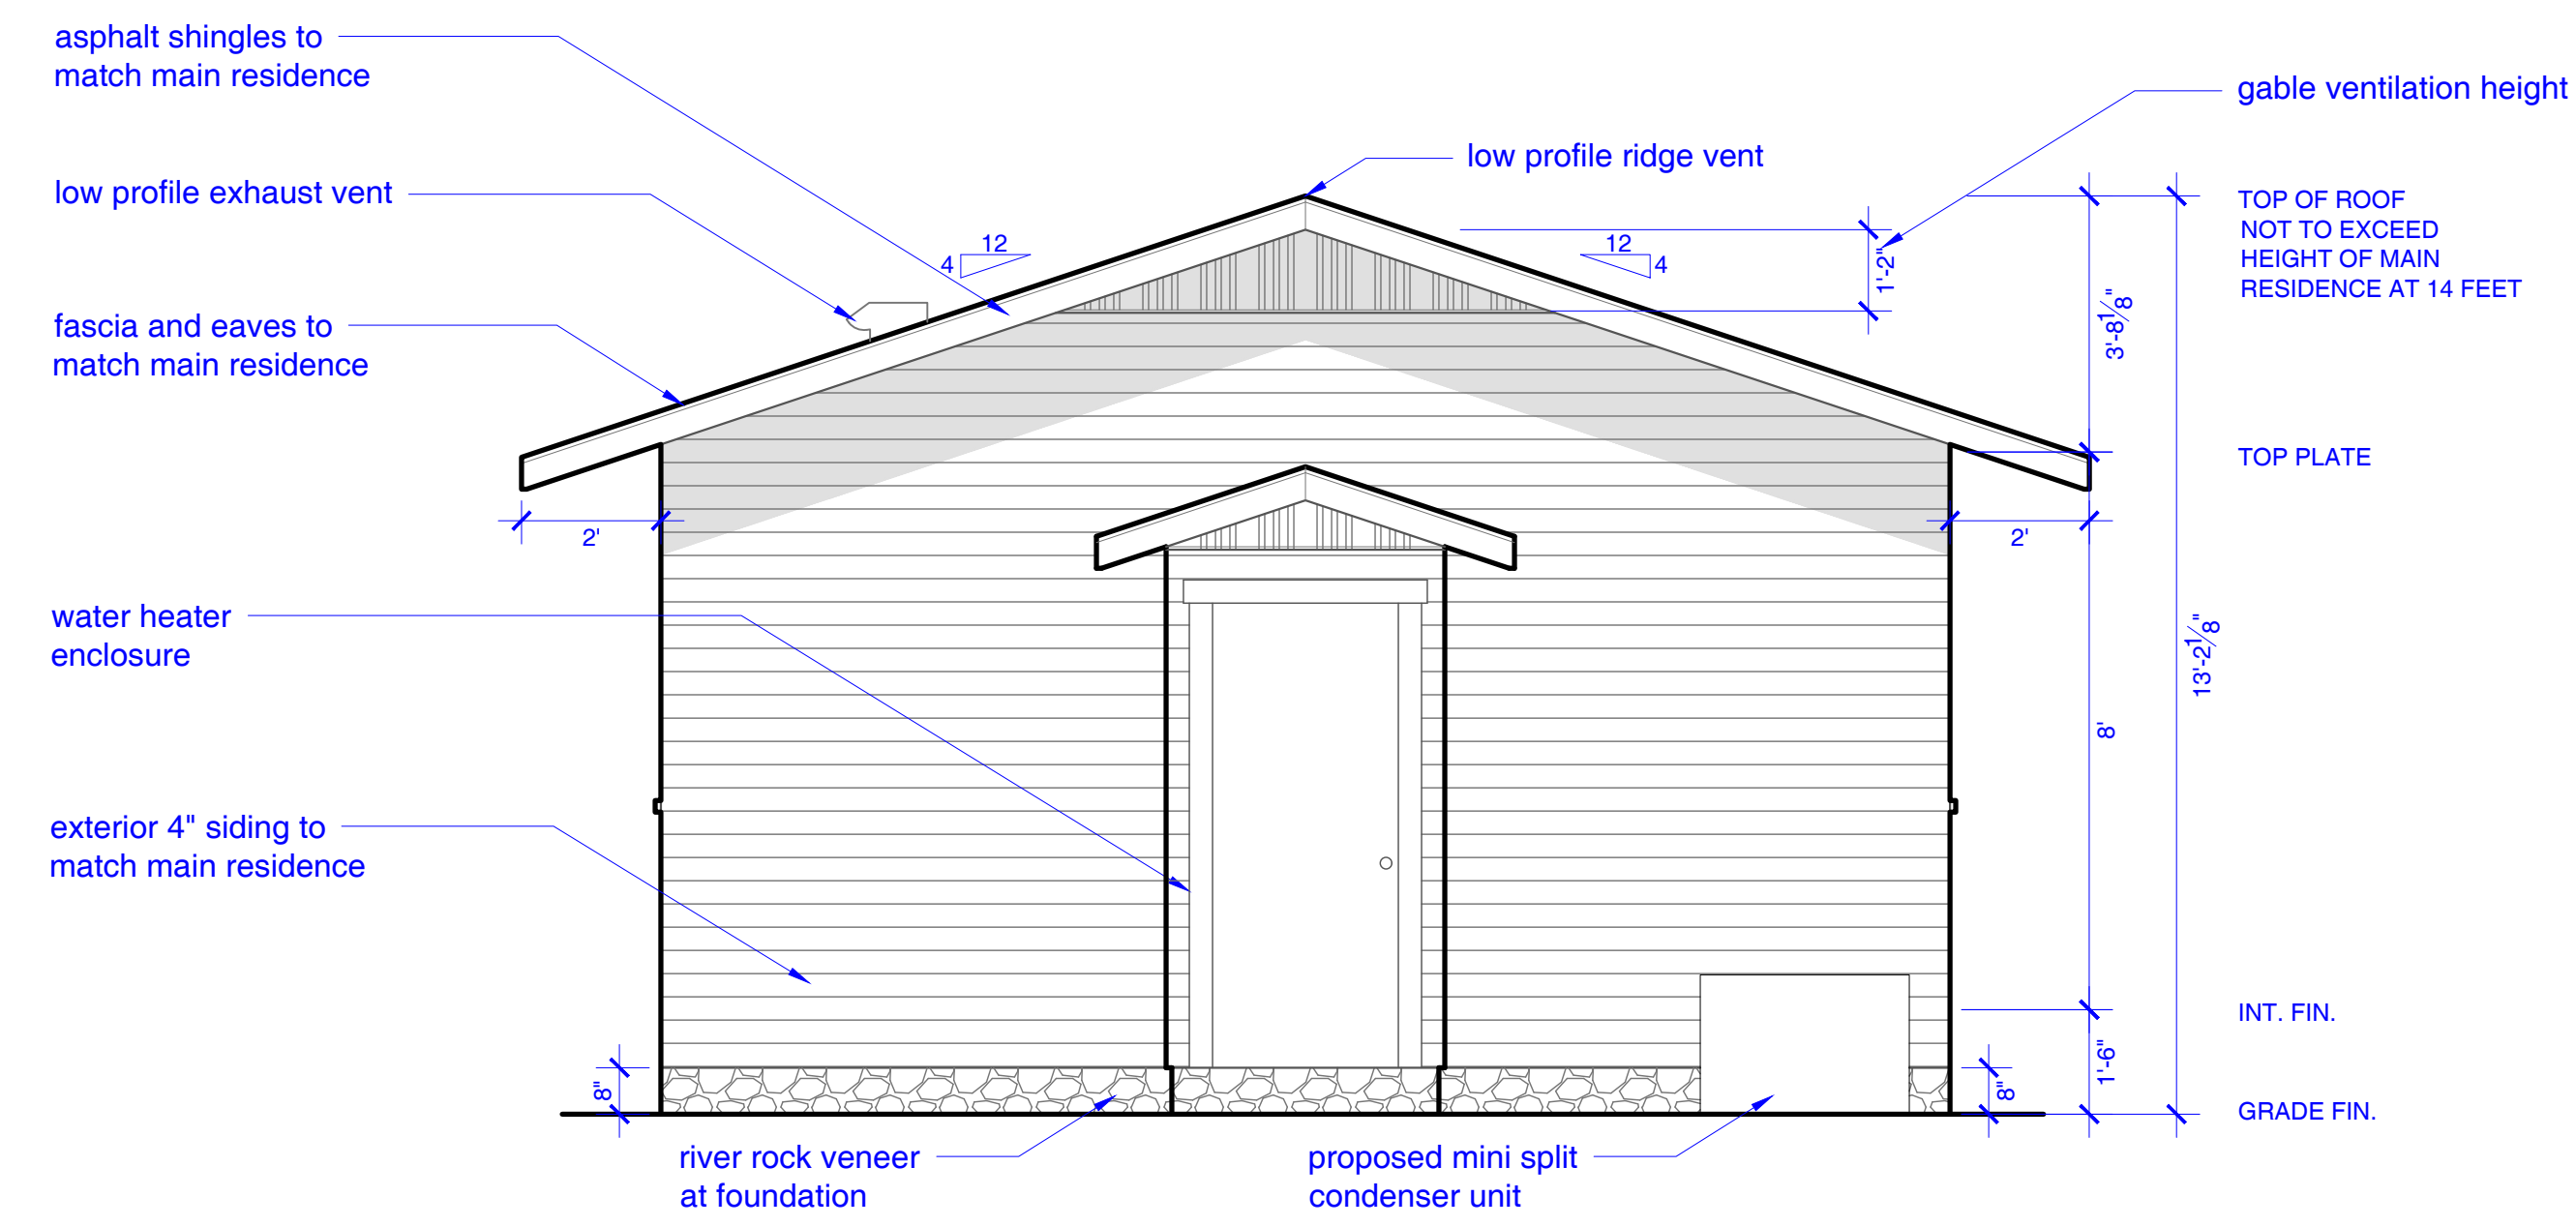 asphalt shingles to
match main residence
gable ventilation height
low profile ridge vent
low profile exhaust vent
TOP OF ROOF
NOT TO EXCEED
HEIGHT OF MAIN
RESIDENCE AT 14 FEET
12
4
12
4
1'-2"
3'-8 1/8"
fascia and eaves to
match main residence
TOP PLATE
2'
2'
water heater
enclosure
13'-2 1/8"
8'
exterior 4" siding to
match main residence
INT. FIN.
1'-6"
8"
8"
GRADE FIN.
river rock veneer
at foundation
proposed mini split
condenser unit